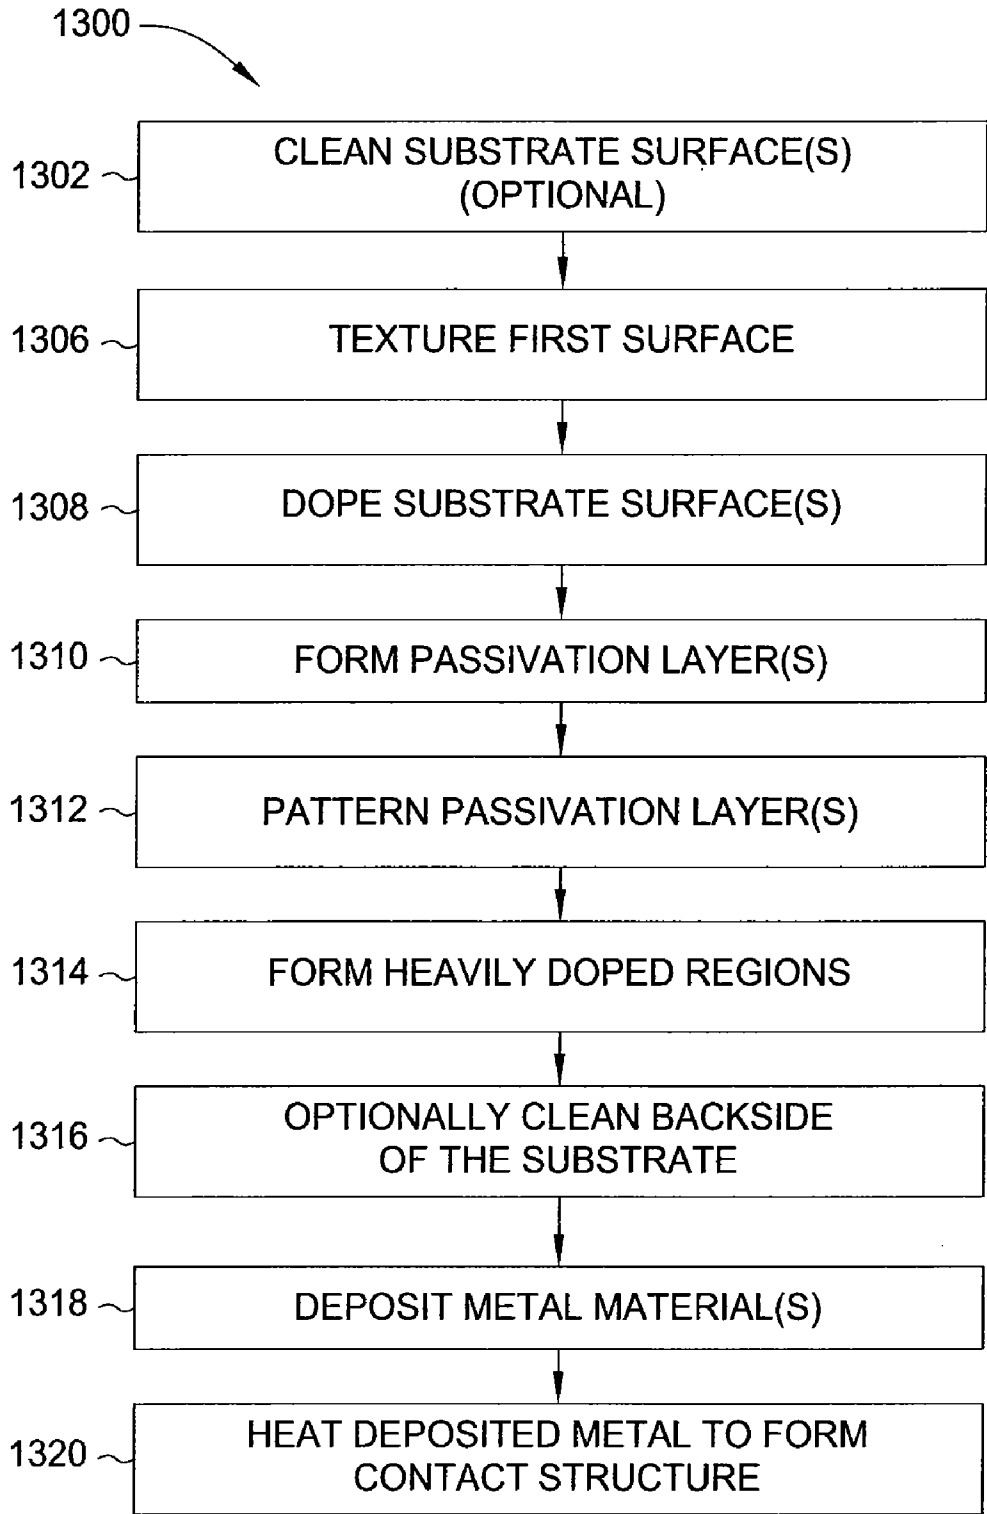 1300
1302
CLEAN SUBSTRATE SURFACE(S)
(OPTIONAL)
1306
TEXTURE FIRST SURFACE
1308
DOPE SUBSTRATE SURFACE(S)
1310
FORM PASSIVATION LAYER(S)
1312
PATTERN PASSIVATION LAYER(S)
1314
FORM HEAVILY DOPED REGIONS
1316
OPTIONALLY CLEAN BACKSIDE
OF THE SUBSTRATE
1318
DEPOSIT METAL MATERIAL(S)
1320
HEAT DEPOSITED METAL TO FORM
CONTACT STRUCTURE